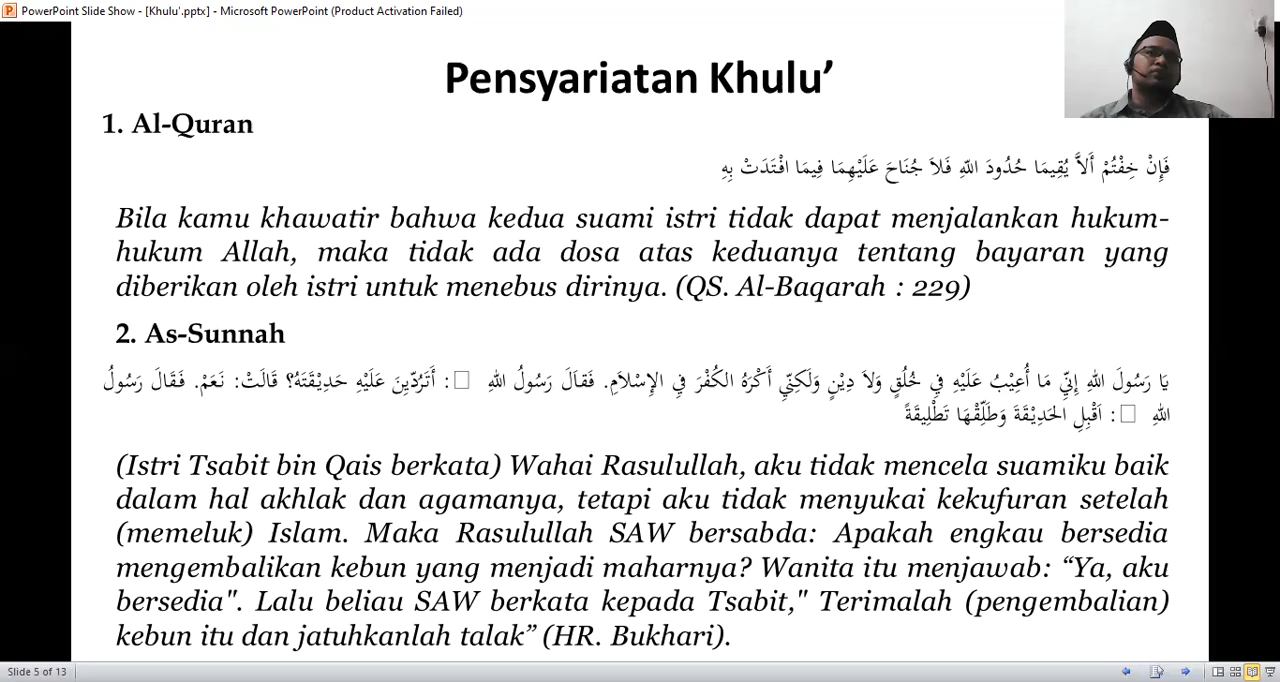 PowerPoint Slide Show - [Khulu'.pptx] - Microsoft PowerPoint (Product Activation Failed)
Pensyariatan Khulu’
1. Al-Quran
فَإِنْ خِفْتُمْ أَلاَّ يُقِيمَا حُدُودَ اللّهِ فَلاَ جُنَاحَ عَلَيْهِمَا فِيمَا افْتَدَتْ بِهِ
Bila kamu khawatir bahwa kedua suami istri tidak dapat menjalankan hukum-
hukum Allah, maka tidak ada dosa atas keduanya tentang bayaran yang
diberikan oleh istri untuk menebus dirinya. (QS. Al-Baqarah : 229)
2. As-Sunnah
يَا رَسُولَ اللهِ إِنِّي مَا أُعِيْبُ عَلَيْهِ فِي خُلُقٍ وَلاَ دِيْنٍ وَلَكِنِّي أَكْرَهُ الكُفْرَ فِي الإِسْلاَمِ. فَقاَلَ رَسُولُ اللهِ □ : أَتَرُدِّينَ عَلَيْهِ حَدِيْقَتَهُ؟ قَالَتْ: نَعَمْ. فَقَالَ رَسُولُ
اللهِ □ : اَقْبِلِ الحَدِيْقَةَ وَطَلِّقْهَا تَطْلِيقَةً
(Istri Tsabit bin Qais berkata) Wahai Rasulullah, aku tidak mencela suamiku baik
dalam hal akhlak dan agamanya, tetapi aku tidak menyukai kekufuran setelah
(memeluk) Islam. Maka Rasulullah SAW bersabda: Apakah engkau bersedia
mengembalikan kebun yang menjadi maharnya? Wanita itu menjawab: “Ya, aku
bersedia". Lalu beliau SAW berkata kepada Tsabit," Terimalah (pengembalian)
kebun itu dan jatuhkanlah talak” (HR. Bukhari).
Slide 5 of 13